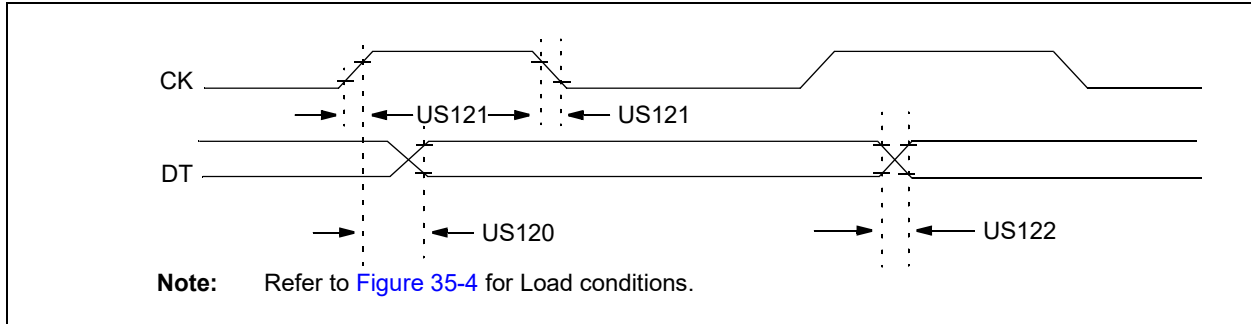 CK
US121 US121
DT
US120 US122
Note: Refer to Figure 35-4 for Load conditions.